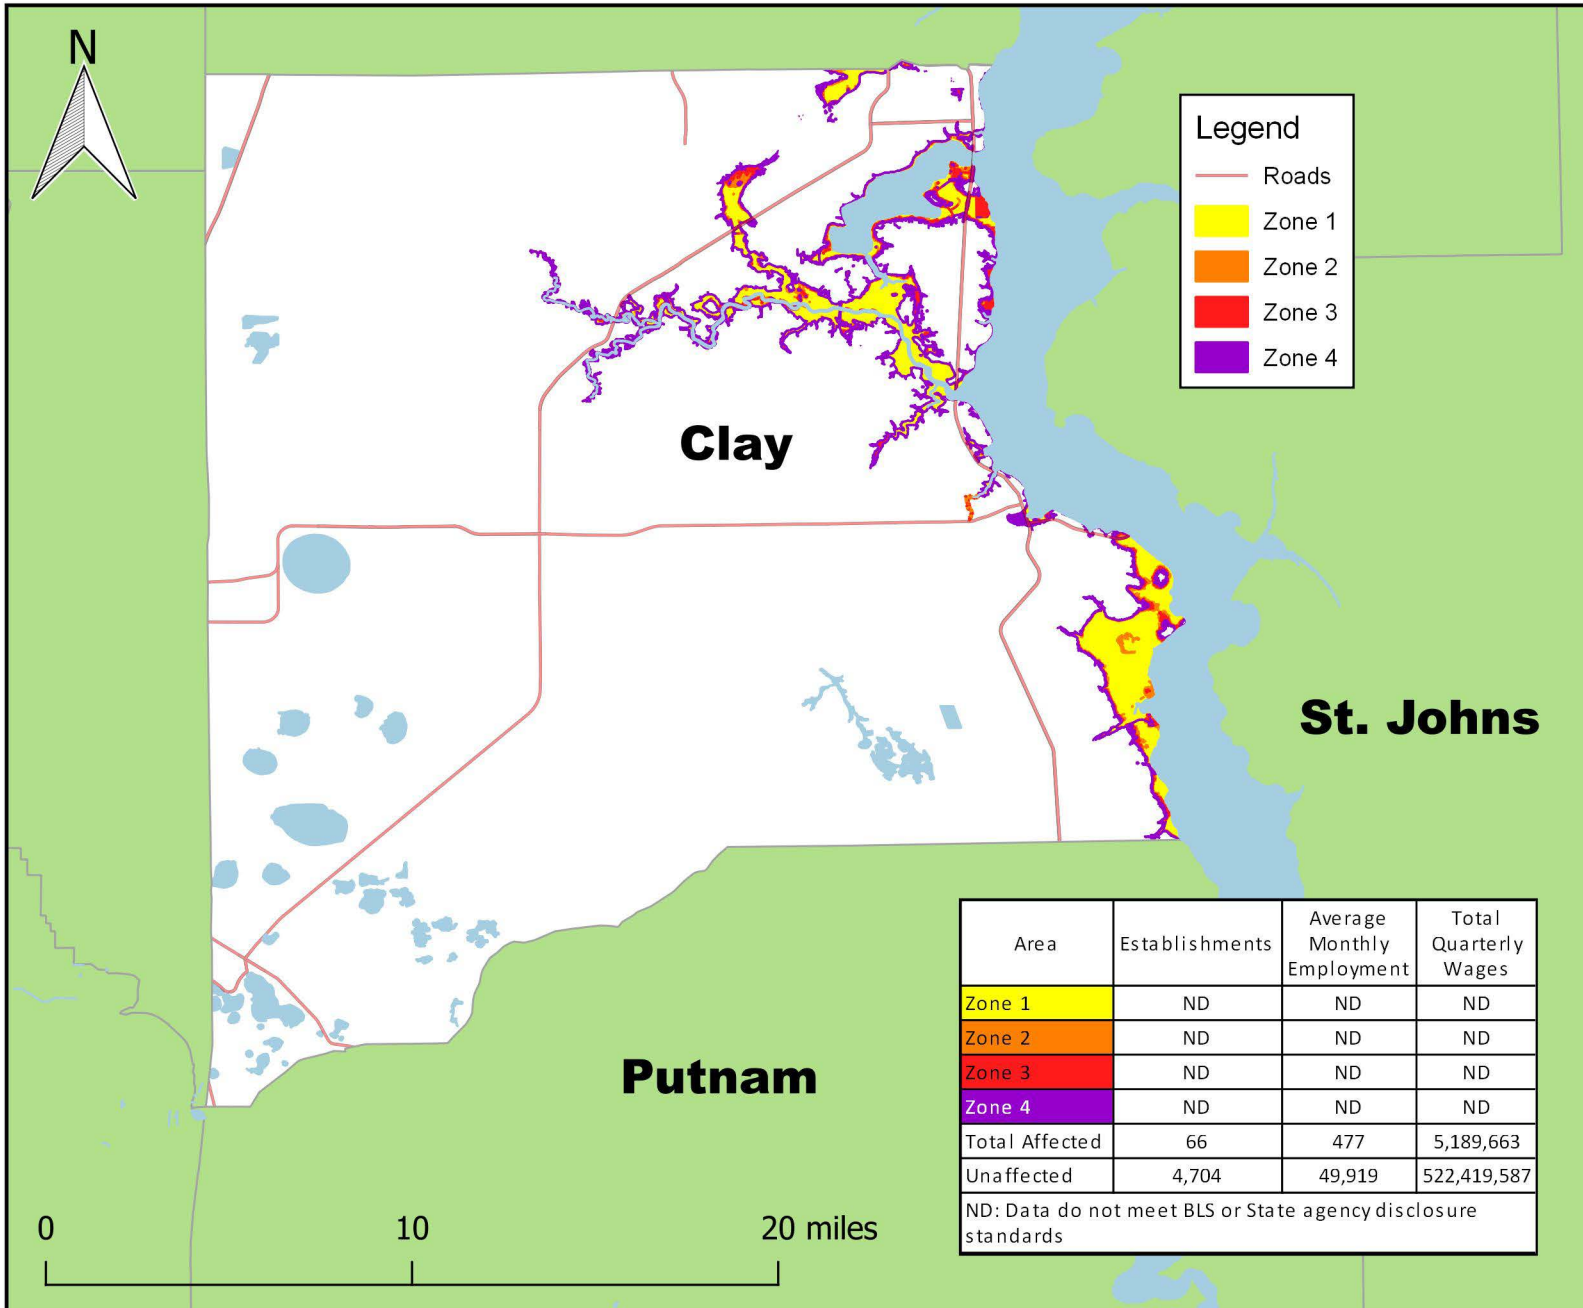 N
Legend
Roads
Zone 1
Zone 2
Zone 3
Zone 4
Clay
St. Johns
Putnam
0 10 20 miles
Area Establishments Average Monthly Employment Total Quarterly Wages
Zone 1 ND ND ND
Zone 2 ND ND ND
Zone 3 ND ND ND
Zone 4 ND ND ND
Total Affected 66 477 5,189,663
Unaffected 4,704 49,919 522,419,587
ND: Data do not meet BLS or State agency disclosure
standards